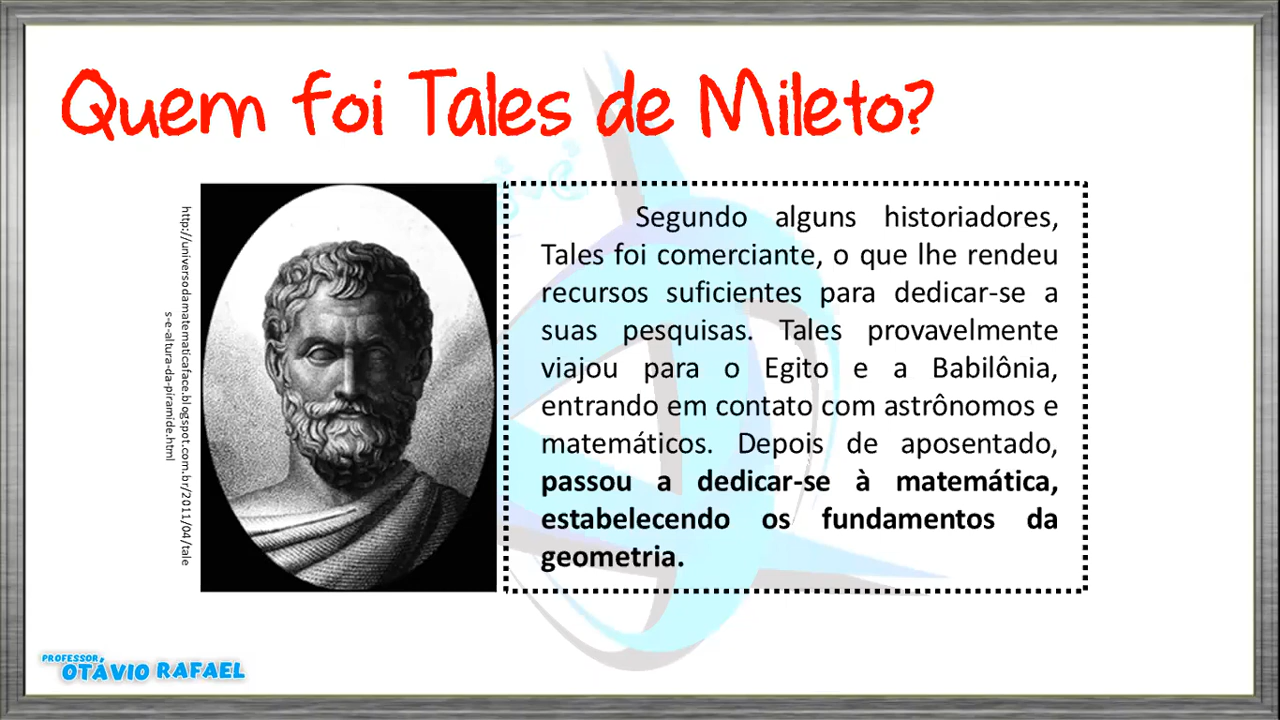 Quem foi Tales de Mileto?
http://universodamatematicaface.blogspot.com.br/2011/04/tale
s-e-altura-da-piramide.html
Segundo alguns historiadores,
Tales foi comerciante, o que lhe rendeu
recursos suficientes para dedicar-se a
suas pesquisas. Tales provavelmente
viajou para o Egito e a Babilônia,
entrando em contato com astrônomos e
matemáticos. Depois de aposentado,
passou a dedicar-se à matemática,
estabelecendo os fundamentos da
geometria.
PROFESSOR
OTÁVIO RAFAEL